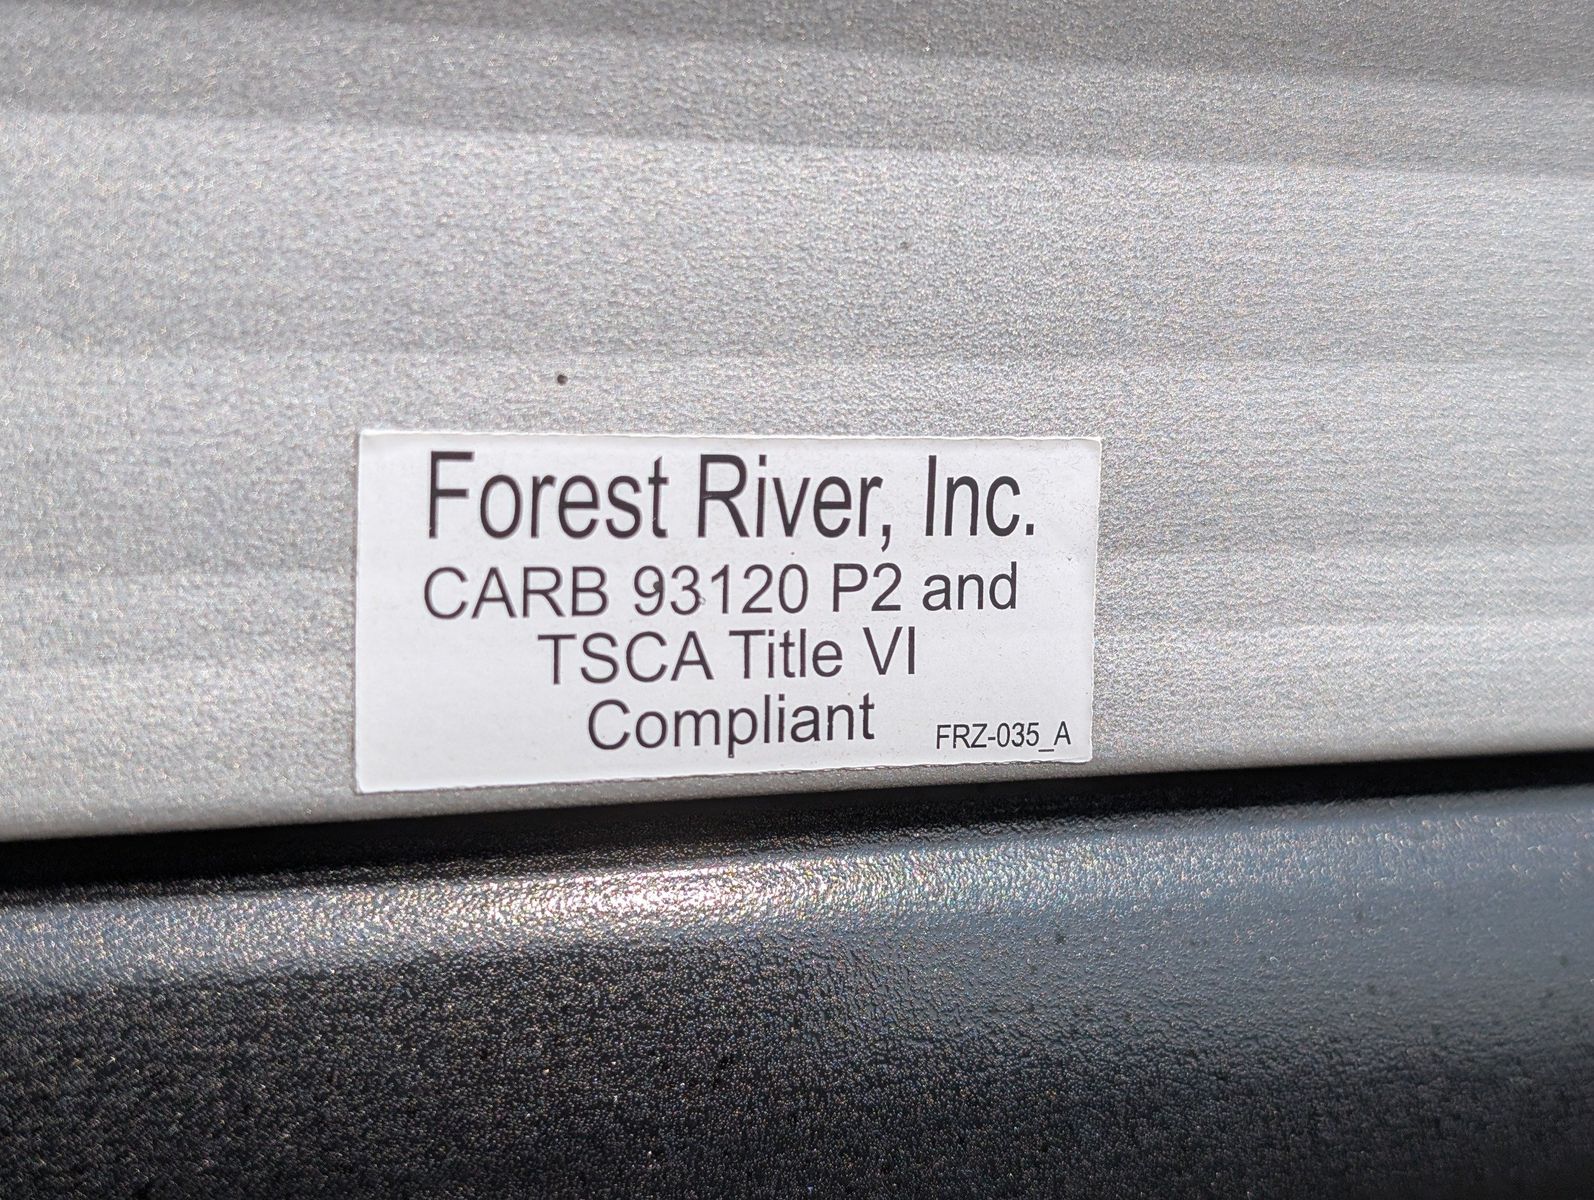 Forest River, Inc.
CARB 93120 P2 and
TSCA Title VI
Compliant
FRZ-035_A